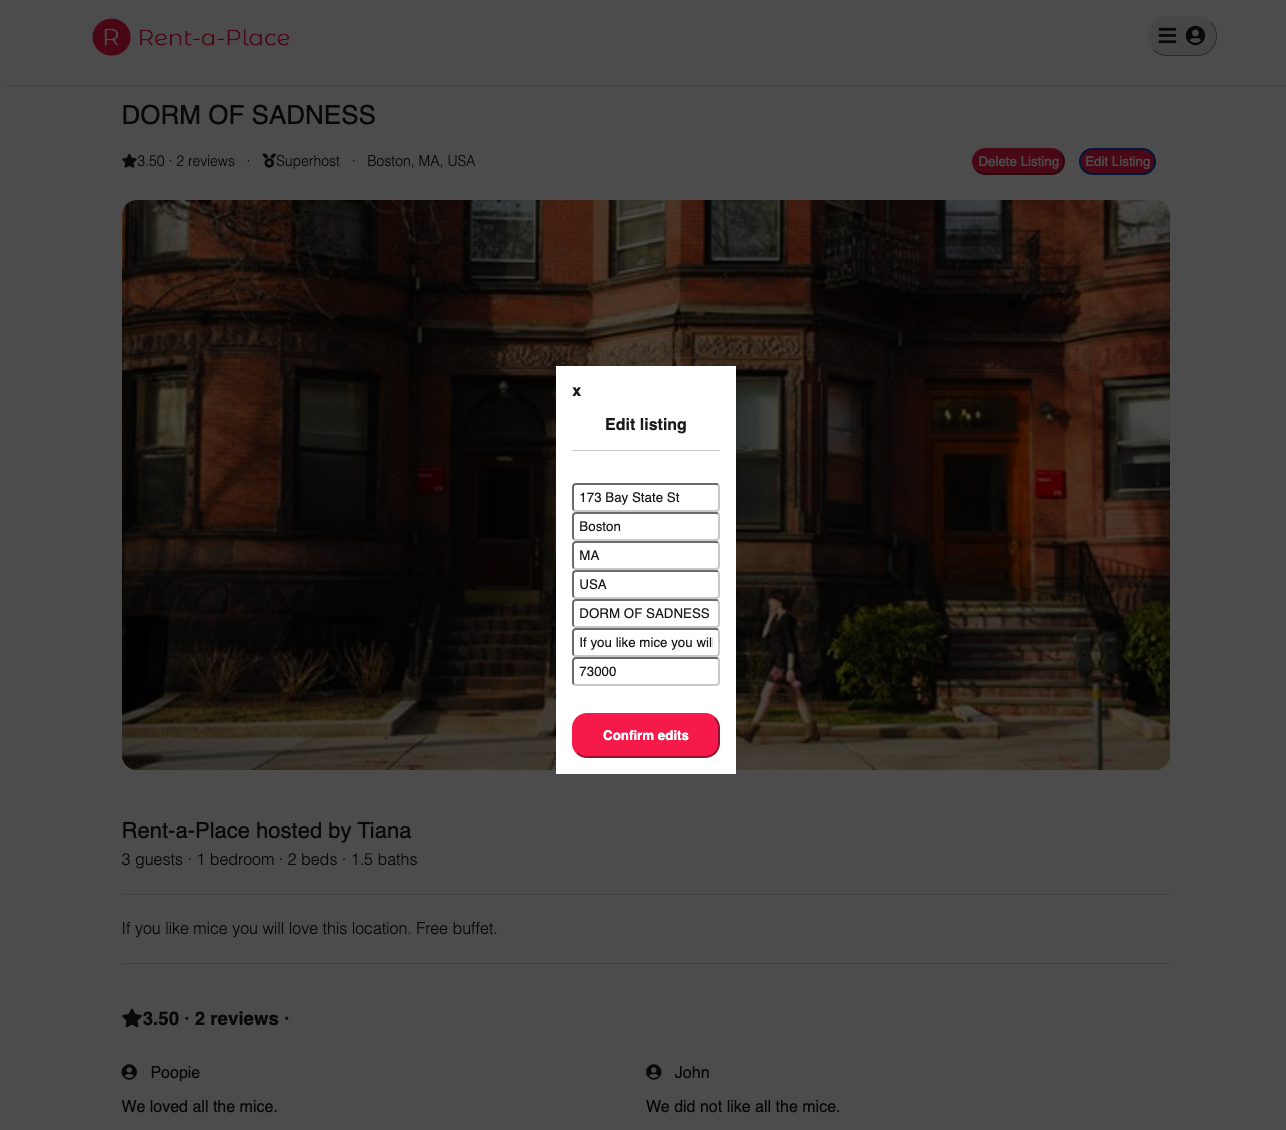 R Rent-a-Place
DORM OF SADNESS
3.50 · 2 reviews · Superhost · Boston, MA, USA
Delete Listing
Edit Listing
x
Edit listing
173 Bay State St
Boston
MA
USA
DORM OF SADNESS
If you like mice you wil
73000
Confirm edits
Rent-a-Place hosted by Tiana
3 guests · 1 bedroom · 2 beds · 1.5 baths
If you like mice you will love this location. Free buffet.
3.50 · 2 reviews ·
Poopie
We loved all the mice.
John
We did not like all the mice.